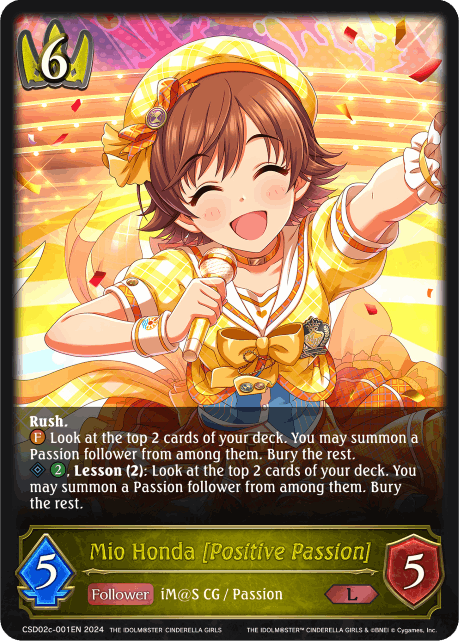 6
Rush.
F Look at the top 2 cards of your deck. You may summon a
Passion follower from among them. Bury the rest.
2, Lesson (2): Look at the top 2 cards of your deck. You
may summon a Passion follower from among them. Bury
the rest.
Mio Honda [Positive Passion]
5
Follower iM@S CG / Passion L
5
CSD02c-001EN 2024 THE IDOLM@STER CINDERELLA GIRLS THE IDOLM@STER™ CINDERELLA GIRLS & ©BNEI © Cygames, Inc.